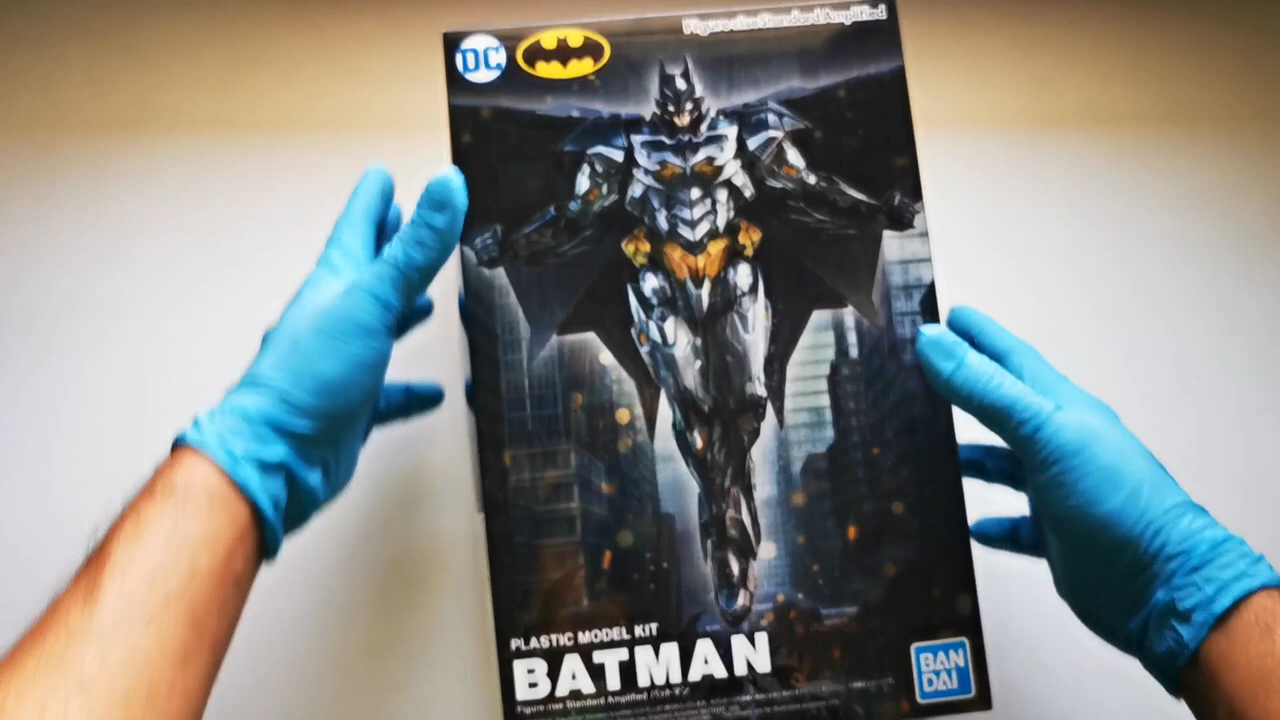 DC
Figure-rise Standard Amplified
PLASTIC MODEL KIT
BATMAN
Figure-rise Standard Amplified バットマン
BAN
DAI